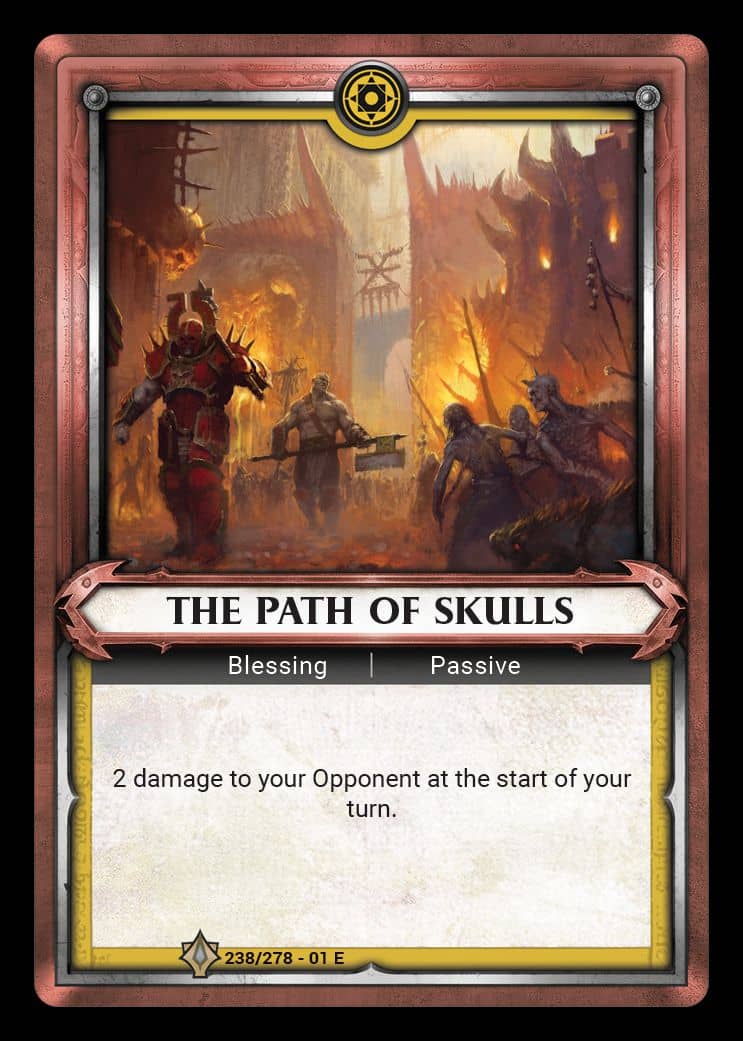 THE PATH OF SKULLS
Blessing | Passive
2 damage to your Opponent at the start of your
turn.
238/278 - 01 E